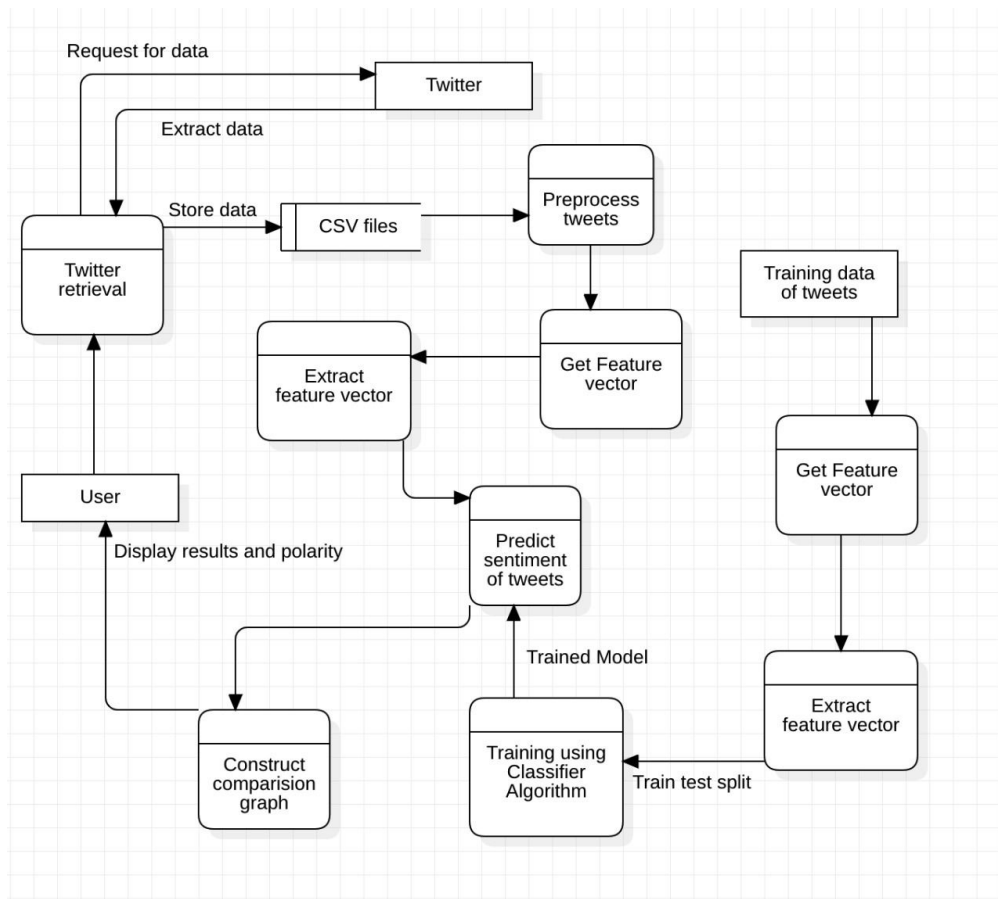 Request for data
Twitter
Extract data
Store data
CSV files
Preprocess
tweets
Twitter
retrieval
Training data
of tweets
Extract
feature vector
Get Feature
vector
Get Feature
vector
User
Display results and polarity
Predict
sentiment
of tweets
Trained Model
Extract
feature vector
Training using
Classifier
Algorithm
Train test split
Construct
comparision
graph